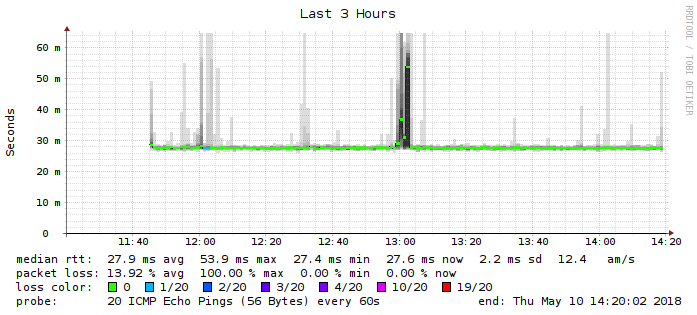 Last 3 Hours
RRDTOOL / TOBI OETIKER
Seconds
60 m
50 m
40 m
30 m
20 m
10 m
0
11:40 12:00 12:20 12:40 13:00 13:20 13:40 14:00 14:20
median rtt: 27.9 ms avg 53.9 ms max 27.4 ms min 27.6 ms now 2.2 ms sd 12.4 am/s
packet loss: 13.92 % avg 100.00 % max 0.00 % min 0.00 % now
loss color: 0 1/20 2/20 3/20 4/20 10/20 19/20
probe: 20 ICMP Echo Pings (56 Bytes) every 60s end: Thu May 10 14:20:02 2018